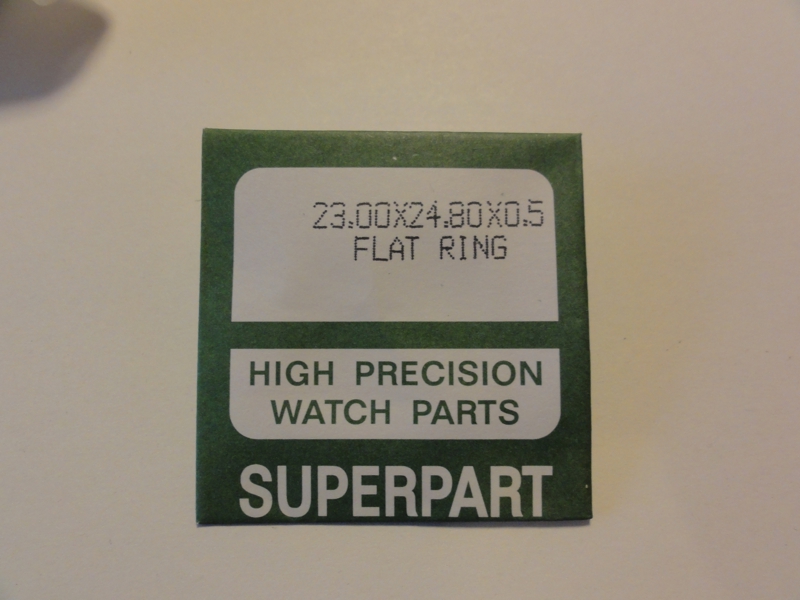 23.00X24.80X0.5
FLAT RING
HIGH PRECISION
WATCH PARTS
SUPERPART